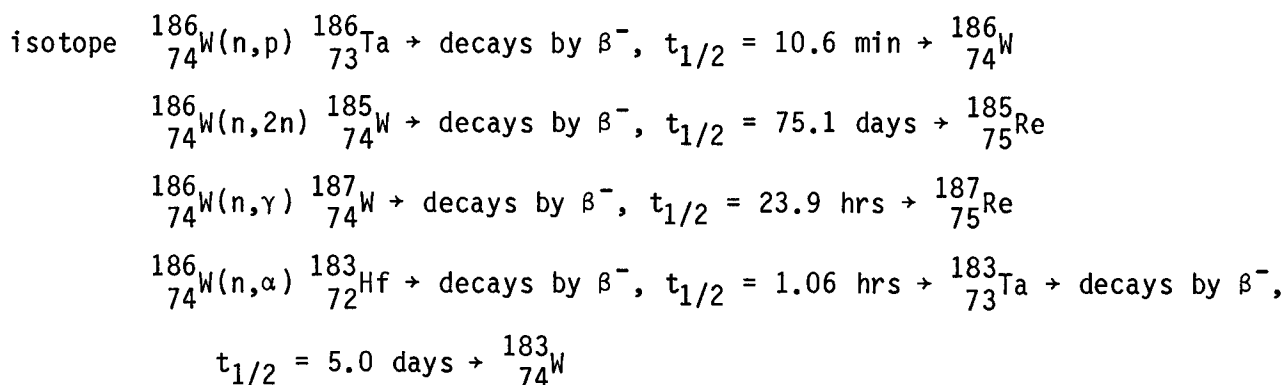 isotope ¹⁸⁶₇₄W(n,p) ¹⁸⁶₇₃Ta → decays by β⁻, t₁/₂ = 10.6 min → ¹⁸⁶₇₄W
¹⁸⁶₇₄W(n,2n) ¹⁸⁵₇₄W → decays by β⁻, t₁/₂ = 75.1 days → ¹⁸⁵₇₅Re
¹⁸⁶₇₄W(n,γ) ¹⁸⁷₇₄W → decays by β⁻, t₁/₂ = 23.9 hrs → ¹⁸⁷₇₅Re
¹⁸⁶₇₄W(n,α) ¹⁸³₇₂Hf → decays by β⁻, t₁/₂ = 1.06 hrs → ¹⁸³₇₃Ta → decays by β⁻,
t₁/₂ = 5.0 days → ¹⁸³₇₄W